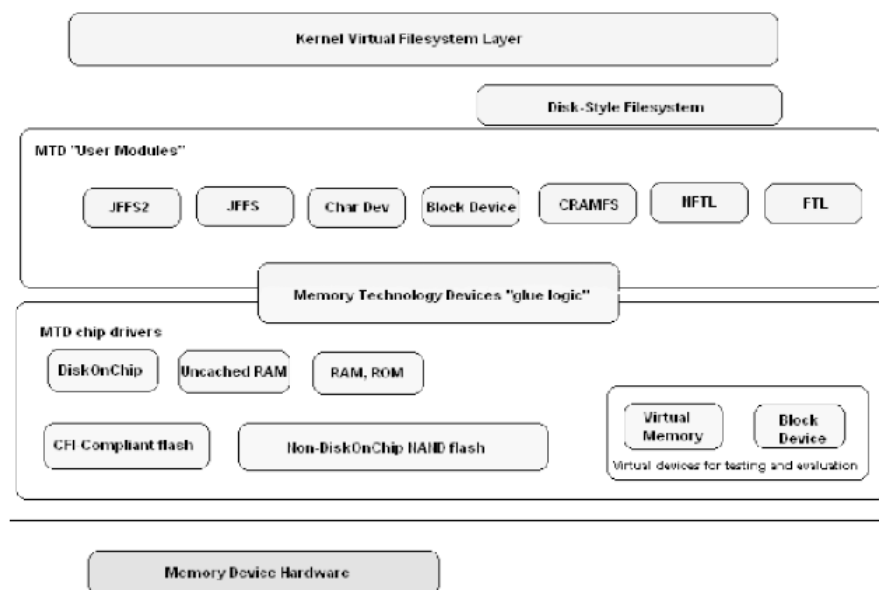 Kernel Virtual Filesystem Layer
Disk-Style Filesystem
MTD "User Modules"
JFFS2
JFFS
Char Dev
Block Device
CRAMFS
NFTL
FTL
Memory Technology Devices "glue logic"
MTD chip drivers
DiskOnChip
Uncached RAM
RAM, ROM
CFI-Compliant flash
Non-DiskOnChip NAND flash
Virtual
Memory
Block
Device
Virtual devices for testing and evaluation
Memory Device Hardware